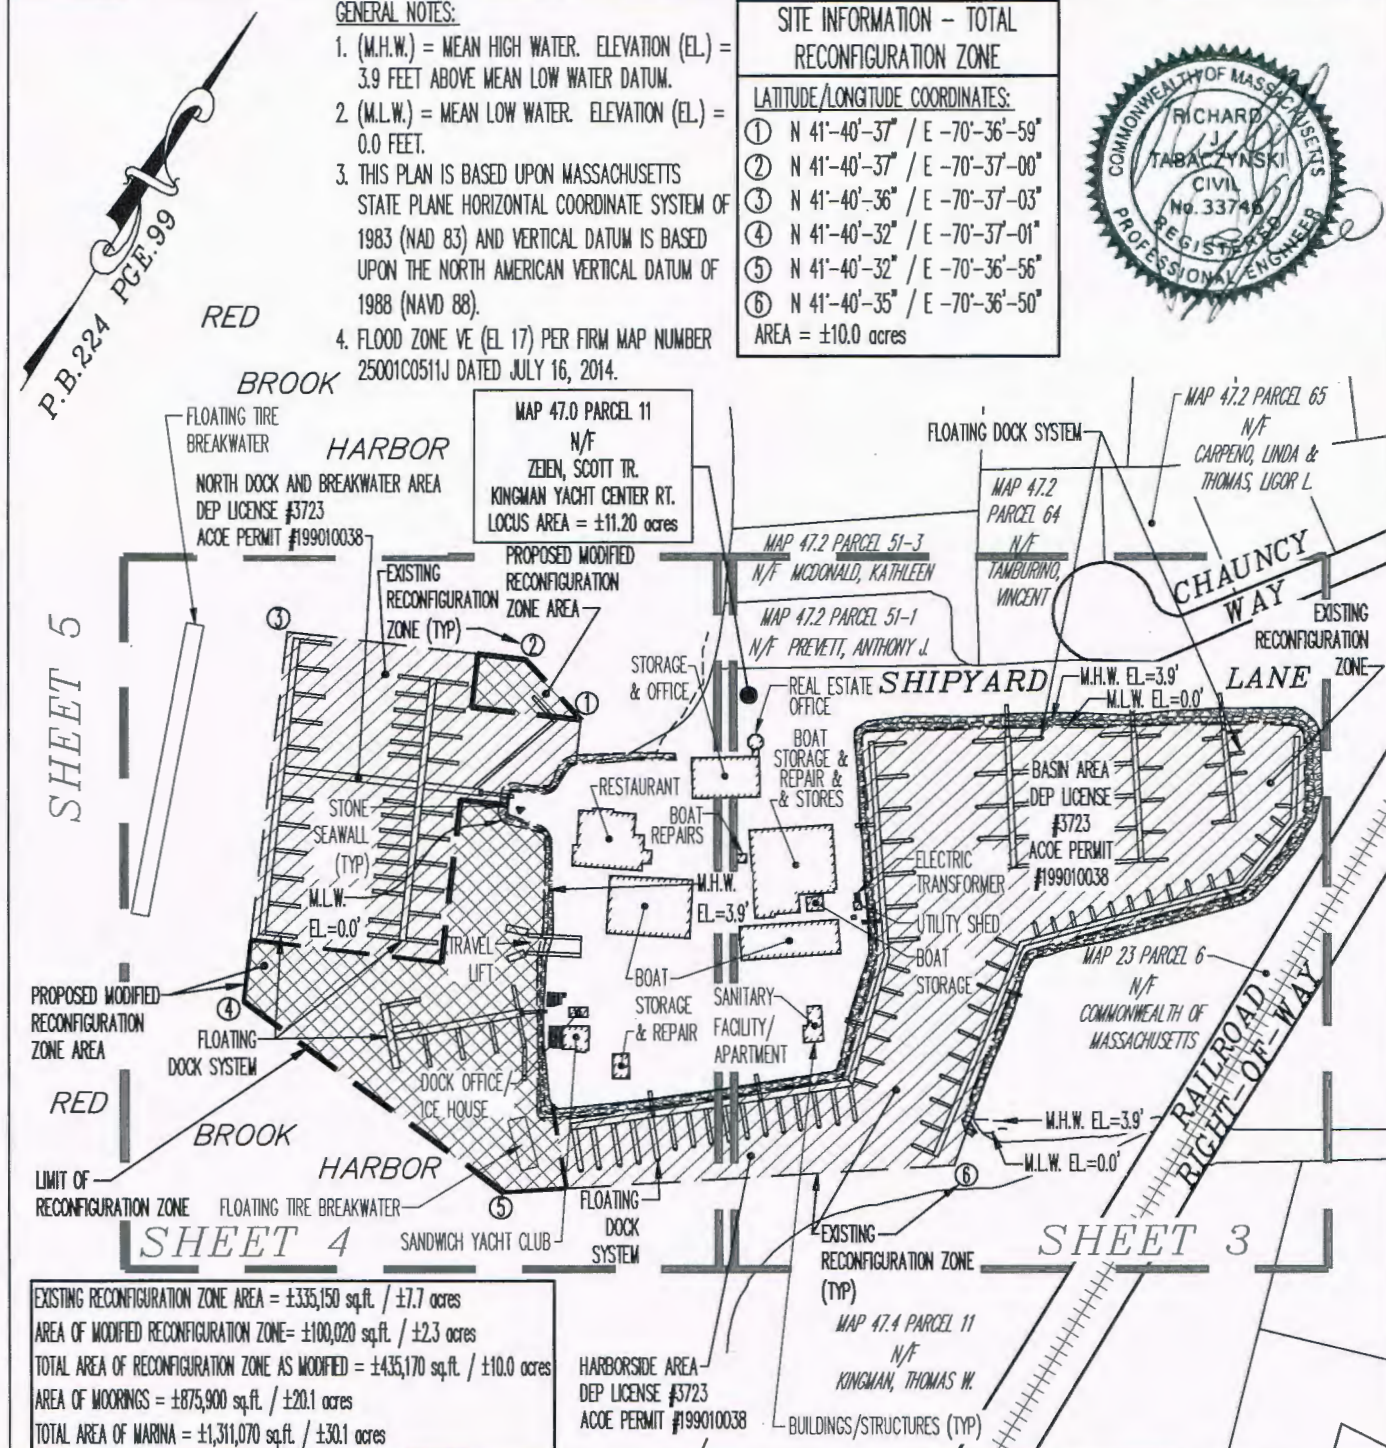 GENERAL NOTES:
1. (M.H.W.) = MEAN HIGH WATER. ELEVATION (EL.) =
3.9 FEET ABOVE MEAN LOW WATER DATUM.
2. (M.L.W.) = MEAN LOW WATER. ELEVATION (EL.) =
0.0 FEET.
3. THIS PLAN IS BASED UPON MASSACHUSETTS
STATE PLANE HORIZONTAL COORDINATE SYSTEM OF
1983 (NAD 83) AND VERTICAL DATUM IS BASED
UPON THE NORTH AMERICAN VERTICAL DATUM OF
1988 (NAVD 88).
4. FLOOD ZONE VE (EL 17) PER FIRM MAP NUMBER
25001C0511J DATED JULY 16, 2014.
SITE INFORMATION - TOTAL
RECONFIGURATION ZONE
LATITUDE/LONGITUDE COORDINATES:
① N 41°-40'-37" / E -70°-36'-59"
② N 41°-40'-37" / E -70°-37'-00"
③ N 41°-40'-36" / E -70°-37'-03"
④ N 41°-40'-32" / E -70°-37'-01"
⑤ N 41°-40'-32" / E -70°-36'-56"
⑥ N 41°-40'-35" / E -70°-36'-50"
AREA = ±10.0 acres
COMMONWEALTH OF MASSACHUSETTS
RICHARD
J
TABACZYNSKI
CIVIL
No. 33746
REGISTERED
PROFESSIONAL ENGINEER
P.B. 224 PGE. 99
RED
BROOK
HARBOR
FLOATING TIRE
BREAKWATER
NORTH DOCK AND BREAKWATER AREA
DEP LICENSE #3723
ACOE PERMIT #199010038
MAP 47.0 PARCEL 11
N/F
ZEIEN, SCOTT TR.
KINGMAN YACHT CENTER RT.
LOCUS AREA = ±11.20 acres
FLOATING DOCK SYSTEM
MAP 47.2 PARCEL 65
N/F
CARPENO, LINDA &
THOMAS, LIGOR L.
MAP 47.2
PARCEL 64
N/F
TAMBURINO,
VINCENT
MAP 47.2 PARCEL 51-3
N/F MCDONALD, KATHLEEN
MAP 47.2 PARCEL 51-1
N/F PREVETT, ANTHONY J.
CHAUNCY
WAY
EXISTING
RECONFIGURATION
ZONE
EXISTING
RECONFIGURATION
ZONE (TYP)
PROPOSED MODIFIED
RECONFIGURATION
ZONE AREA
③
②
①
SHEET 5
STORAGE
& OFFICE
REAL ESTATE
OFFICE
SHIPYARD
LANE
M.H.W. EL.=3.9'
M.L.W. EL.=0.0'
BOAT
STORAGE &
REPAIR &
& STORES
BASIN AREA
DEP LICENSE
#3723
ACOE PERMIT
#199010038
RESTAURANT
BOAT
REPAIRS
STONE
SEAWALL
(TYP)
M.L.W.
EL.=0.0'
M.H.W.
EL.=3.9'
ELECTRIC
TRANSFORMER
UTILITY SHED
BOAT
STORAGE
TRAVEL
LIFT
BOAT
STORAGE
& REPAIR
SANITARY
FACILITY/
APARTMENT
MAP 23 PARCEL 6
N/F
COMMONWEALTH OF
MASSACHUSETTS
RAILROAD
RIGHT-OF-WAY
PROPOSED MODIFIED
RECONFIGURATION
ZONE AREA
④
FLOATING
DOCK SYSTEM
DOCK OFFICE/
ICE HOUSE
RED
BROOK
HARBOR
M.H.W. EL.=3.9'
M.L.W. EL.=0.0'
⑥
LIMIT OF
RECONFIGURATION ZONE
FLOATING TIRE BREAKWATER
⑤
SANDWICH YACHT CLUB
FLOATING
DOCK
SYSTEM
SHEET 4
SHEET 3
EXISTING
RECONFIGURATION ZONE
(TYP)
MAP 47.4 PARCEL 11
N/F
KINGMAN, THOMAS W.
HARBORSIDE AREA
DEP LICENSE #3723
ACOE PERMIT #199010038
BUILDINGS/STRUCTURES (TYP)
EXISTING RECONFIGURATION ZONE AREA = ±335,150 sq.ft. / ±7.7 acres
AREA OF MODIFIED RECONFIGURATION ZONE= ±100,020 sq.ft. / ±2.3 acres
TOTAL AREA OF RECONFIGURATION ZONE AS MODIFIED = ±435,170 sq.ft. / ±10.0 acres
AREA OF MOORINGS = ±875,900 sq.ft. / ±20.1 acres
TOTAL AREA OF MARINA = ±1,311,070 sq.ft. / ±30.1 acres